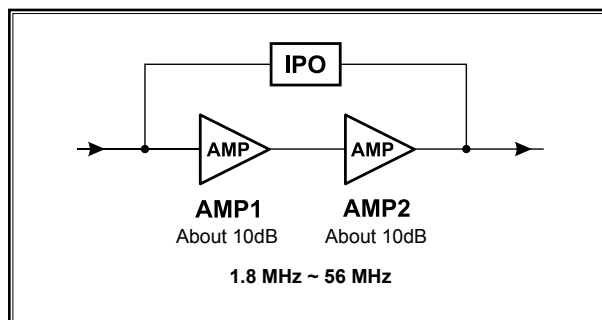 IPO
AMP AMP
AMP1 AMP2
About 10dB About 10dB
1.8 MHz ~ 56 MHz